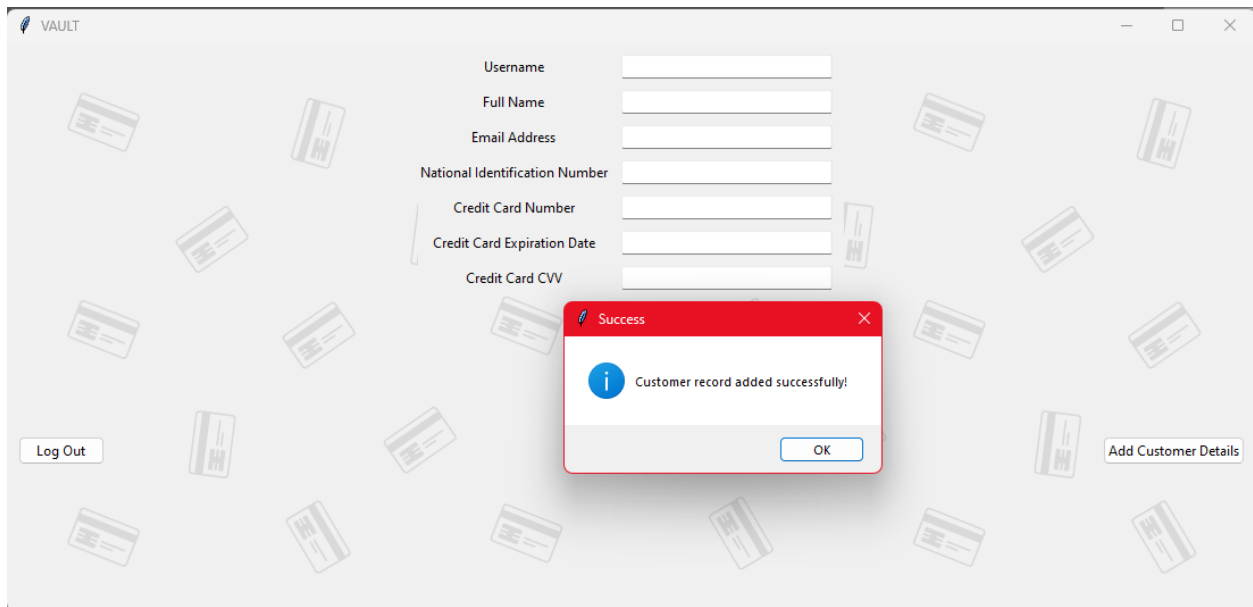 VAULT
Username
Full Name
Email Address
National Identification Number
Credit Card Number
Credit Card Expiration Date
Credit Card CVV
Success
Customer record added successfully!
OK
Log Out
Add Customer Details